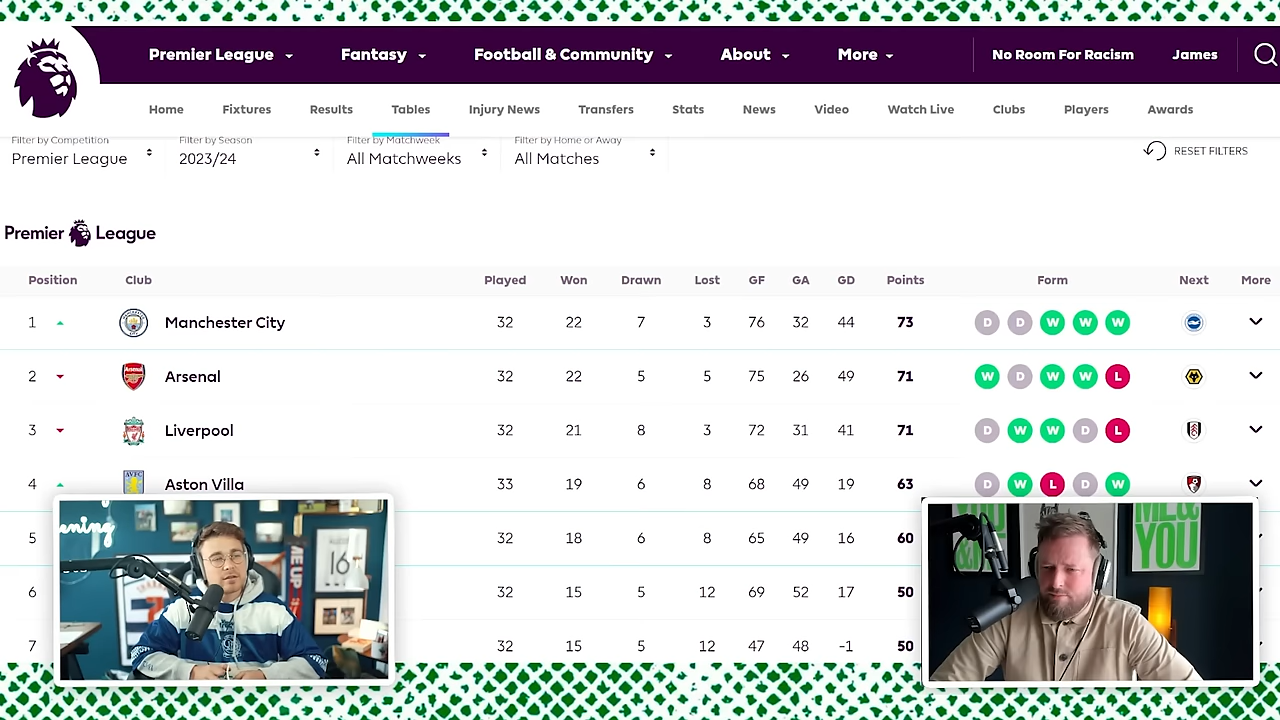 Premier League Fantasy Football & Community About More No Room For Racism James
Home Fixtures Results Tables Injury News Transfers Stats News Video Watch Live Clubs Players Awards
Filter by Competition Filter by Season Filter by Matchweek Filter by Home or Away
Premier League 2023/24 All Matchweeks All Matches RESET FILTERS
Premier League
Position Club Played Won Drawn Lost GF GA GD Points Form Next More
1 Manchester City 32 22 7 3 76 32 44 73 D D W W W
2 Arsenal 32 22 5 5 75 26 49 71 W D W W L
3 Liverpool 32 21 8 3 72 31 41 71 D W W D L
4 AVFC Aston Villa 33 19 6 8 68 49 19 63 D W L D W
5 32 18 6 8 65 49 16 60
6 32 15 5 12 69 52 17 50
7 32 15 5 12 47 48 -1 50
ening
16
ME&
YOU